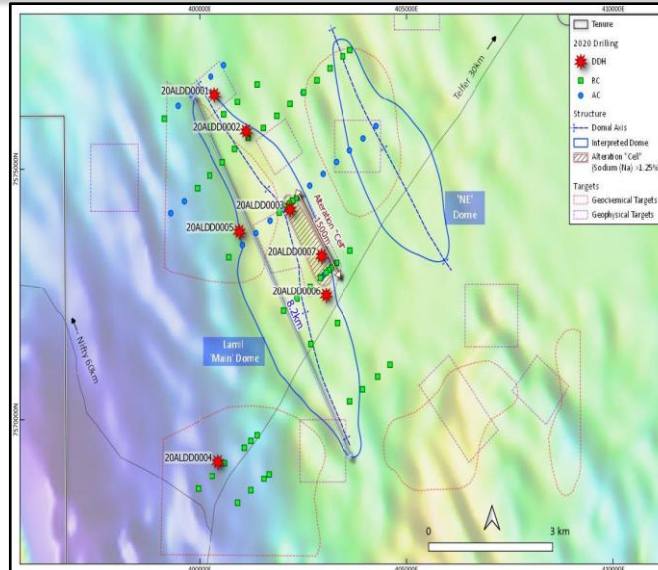 400000E
405000E
410000E
7575000N
7570000N
Telfer 30km
Nifty 60km
20ALDD0001
20ALDD0002
20ALDD0003
20ALDD0005
20ALDD0007
20ALDD0006
20ALDD0004
Alteration "Cell"
1500m
8.2km
'NE'
Dome
Lamil
'Main' Dome
0
3 km
Tenure
2020 Drilling
DDH
RC
AC
Structure
Domal Axis
Interpreted Dome
Alteration "Cell"
(Sodium (Na) >1.25%)
Targets
Geochemical Targets
Geophysical Targets